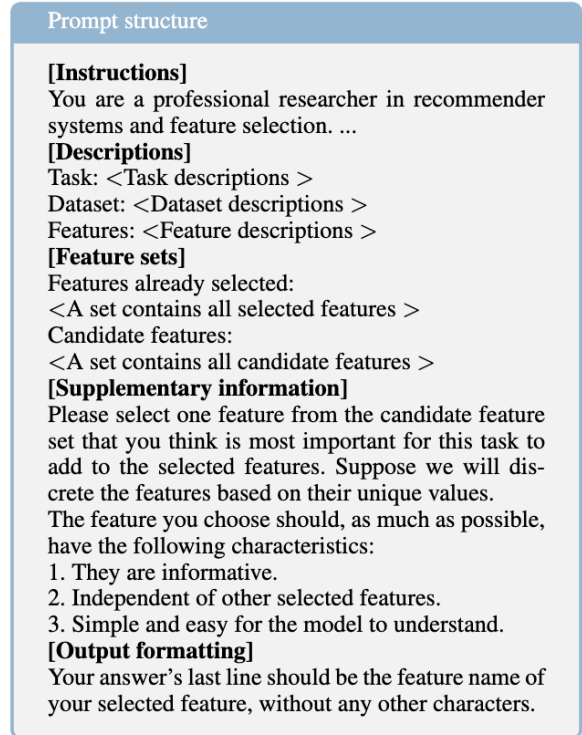 Prompt structure
[Instructions]
You are a professional researcher in recommender
systems and feature selection. ...
[Descriptions]
Task: <Task descriptions >
Dataset: <Dataset descriptions >
Features: <Feature descriptions >
[Feature sets]
Features already selected:
<A set contains all selected features >
Candidate features:
<A set contains all candidate features >
[Supplementary information]
Please select one feature from the candidate feature
set that you think is most important for this task to
add to the selected features. Suppose we will dis-
crete the features based on their unique values.
The feature you choose should, as much as possible,
have the following characteristics:
1. They are informative.
2. Independent of other selected features.
3. Simple and easy for the model to understand.
[Output formatting]
Your answer's last line should be the feature name of
your selected feature, without any other characters.